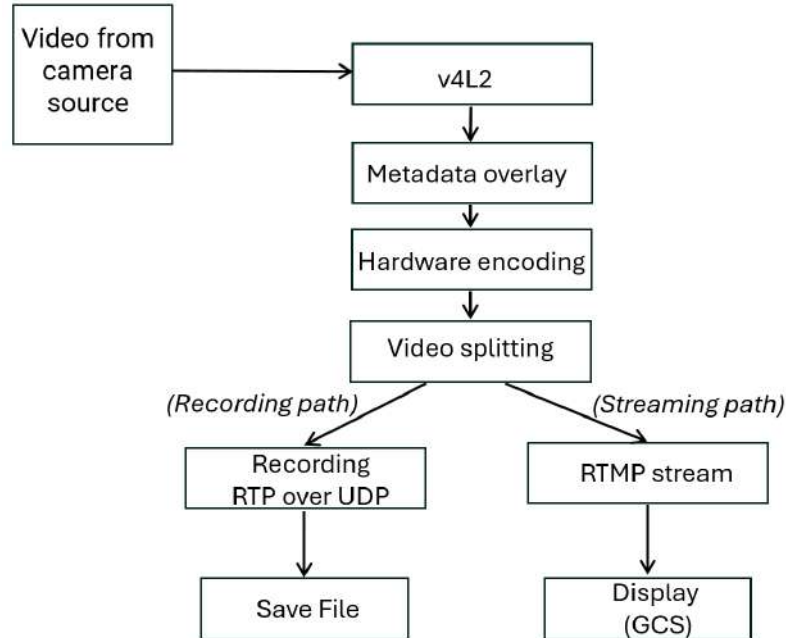 Video from
camera
source
v4L2
Metadata overlay
Hardware encoding
Video splitting
(Recording path)
(Streaming path)
Recording
RTP over UDP
RTMP stream
Save File
Display
(GCS)